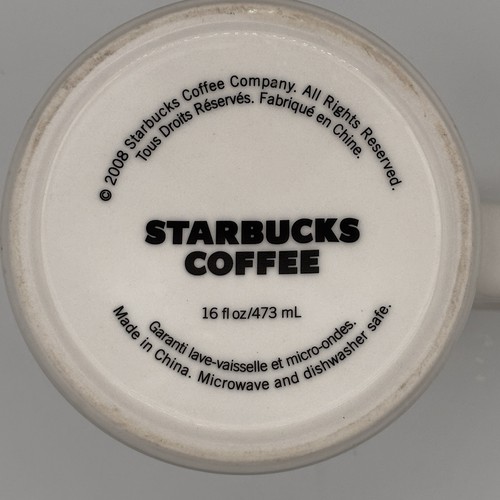 © 2008 Starbucks Coffee Company. All Rights Reserved.
Tous Droits Réservés. Fabriqué en Chine.
STARBUCKS
COFFEE
16 fl oz/473 mL
Garanti lave-vaisselle et micro-ondes.
Made in China. Microwave and dishwasher safe.